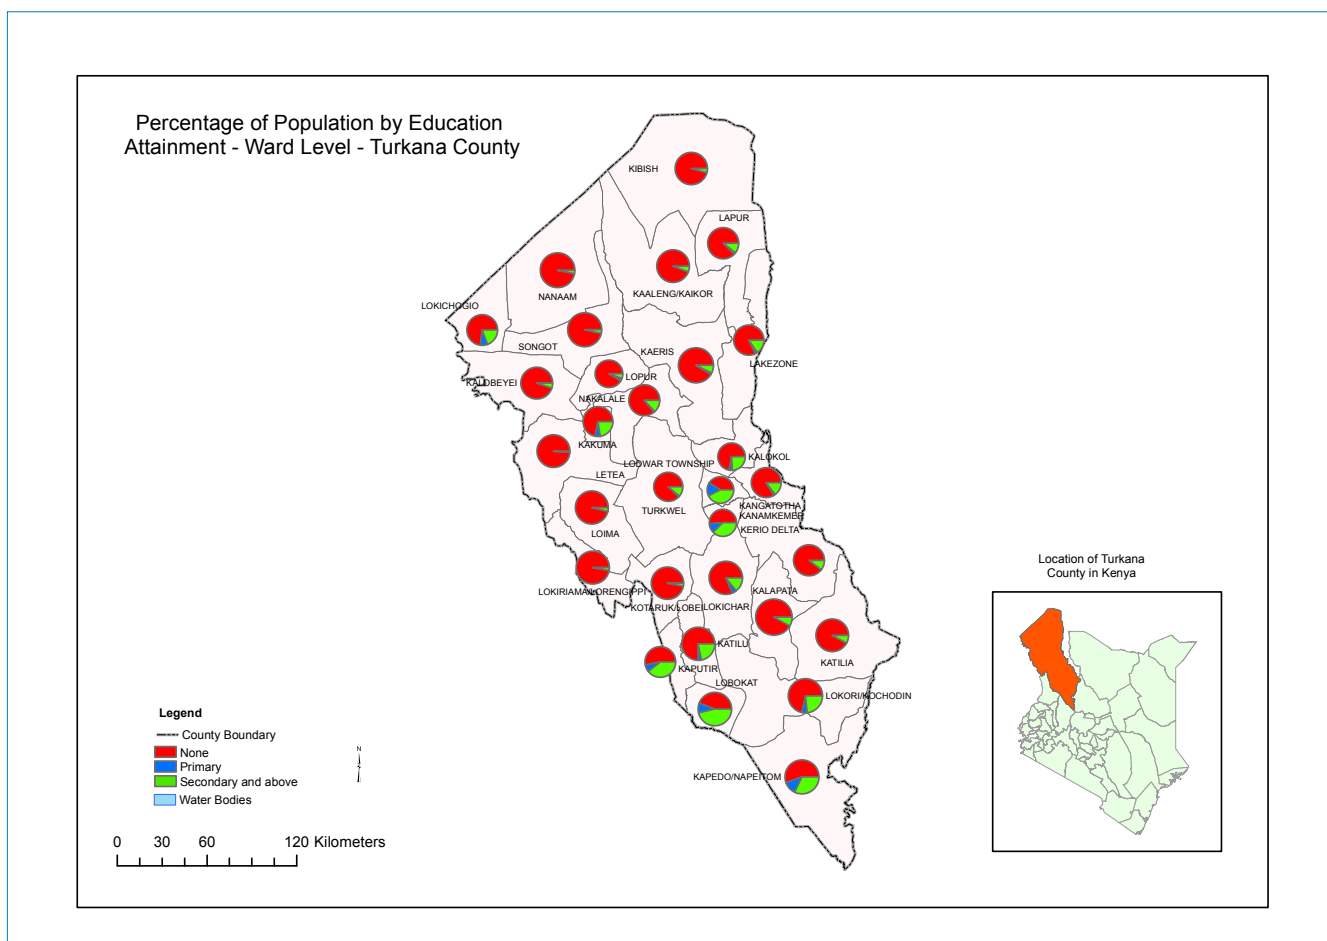 Percentage of Population by Education
Attainment - Ward Level - Turkana County
KIBISH
LAPUR
KAALENG/KAIKOR
NANAAM
LOKICHOGIO
SONGOT
KAERIS
LAKEZONE
KALOBEYEI
LOPUR
NAKALALE
KAKUMA
LETEA
LODWAR TOWNSHIP
KALOKOL
TURKWEL
KANGATOTHA
KANAMKEMER
KERIO DELTA
LOIMA
LOKIRIAMA/LORENGIPPI
KOTARUK/LOBEI
LOKICHAR
KALAPATA
KATILU
KATILIA
KAPUTIR
LOBOKAT
LOKORI/KOCHODIN
KAPEDO/NAPEITOM
Location of Turkana
County in Kenya
Legend
County Boundary
None
Primary
Secondary and above
Water Bodies
N
0 30 60 120 Kilometers